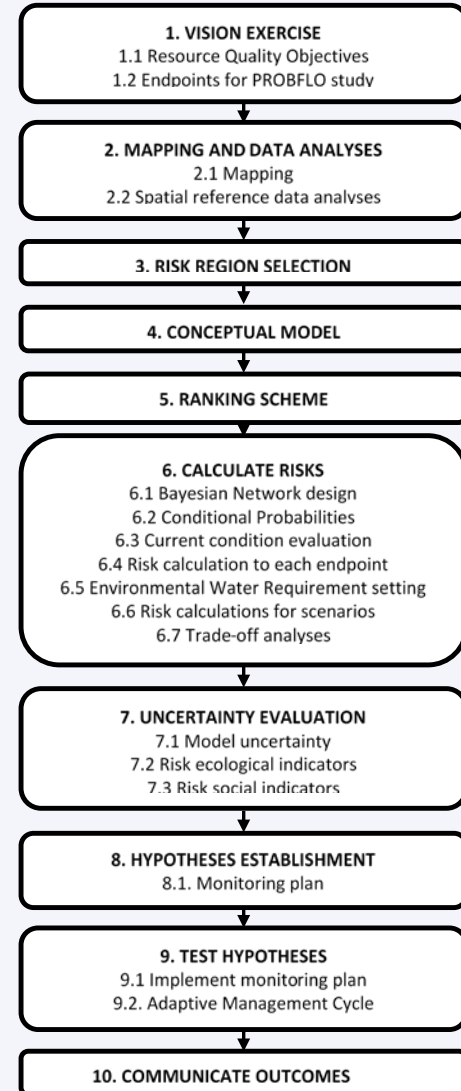 1. VISION EXERCISE
1.1 Resource Quality Objectives
1.2 Endpoints for PROBFLO study
2. MAPPING AND DATA ANALYSES
2.1 Mapping
2.2 Spatial reference data analyses
3. RISK REGION SELECTION
4. CONCEPTUAL MODEL
5. RANKING SCHEME
6. CALCULATE RISKS
6.1 Bayesian Network design
6.2 Conditional Probabilities
6.3 Current condition evaluation
6.4 Risk calculation to each endpoint
6.5 Environmental Water Requirement setting
6.6 Risk calculations for scenarios
6.7 Trade-off analyses
7. UNCERTAINTY EVALUATION
7.1 Model uncertainty
7.2 Risk ecological indicators
7.3 Risk social indicators
8. HYPOTHESES ESTABLISHMENT
8.1. Monitoring plan
9. TEST HYPOTHESES
9.1 Implement monitoring plan
9.2. Adaptive Management Cycle
10. COMMUNICATE OUTCOMES